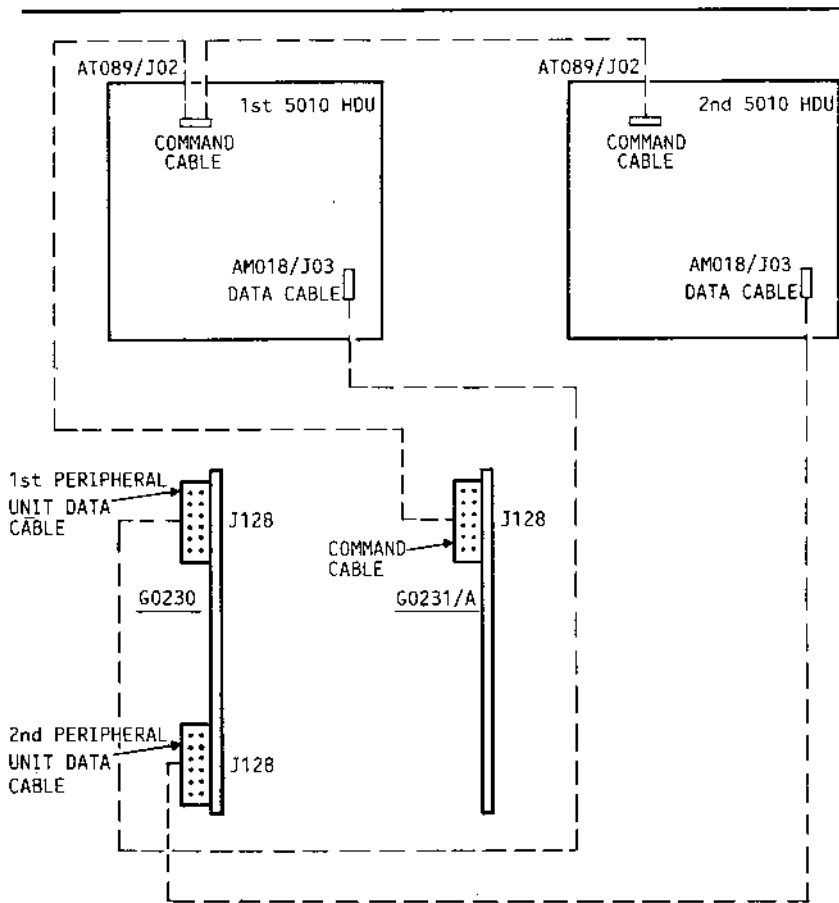 AT089/J02
1st 5010 HDU
COMMAND
CABLE
AM018/J03
DATA CABLE
AT089/J02
2nd 5010 HDU
COMMAND
CABLE
AM018/J03
DATA CABLE
1st PERIPHERAL
UNIT DATA
CABLE
J128
G0230
COMMAND
CABLE
J128
G0231/A
2nd PERIPHERAL
UNIT DATA
CABLE
J128